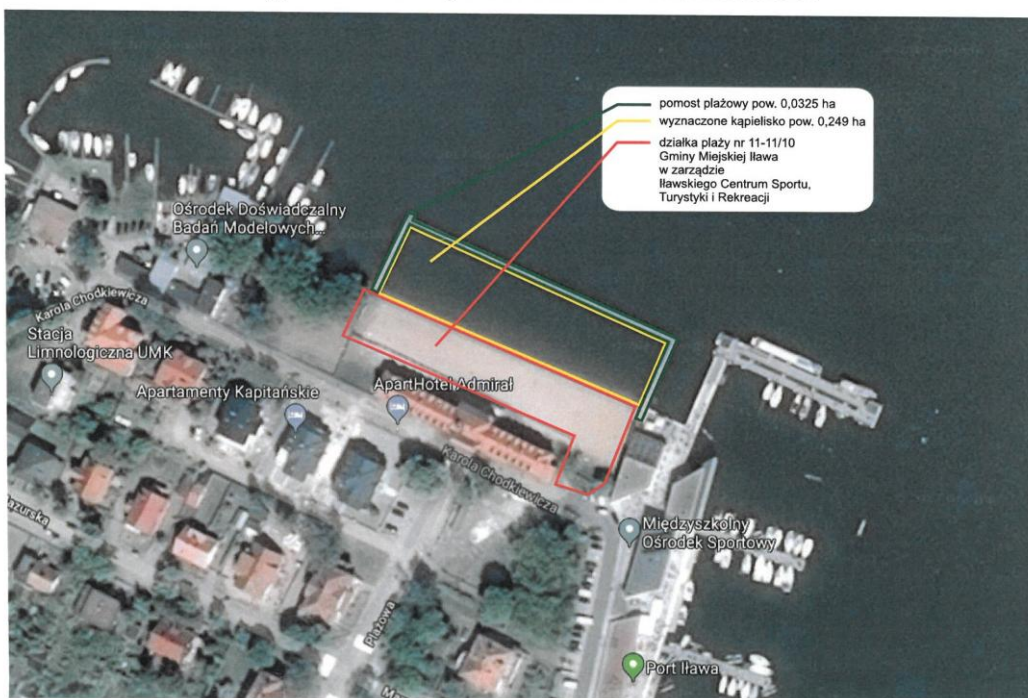 pomost plażowy pow. 0,0325 ha
wyznaczone kąpielisko pow. 0,249 ha
działka plaży nr 11-11/10
Gminy Miejskiej Iława
w zarządzie
Iławskiego Centrum Sportu,
Turystyki i Rekreacji
Ośrodek Doświadczalny
Badań Modelowych...
Karola Chodkiewicza
Stacja
Limnologiczna UMK
Apartamenty Kapitańskie
ApartHotel Admirał
Karola Chodkiewicza
Międzyszkolny
Ośrodek Sportowy
Plażowa
Port Iława